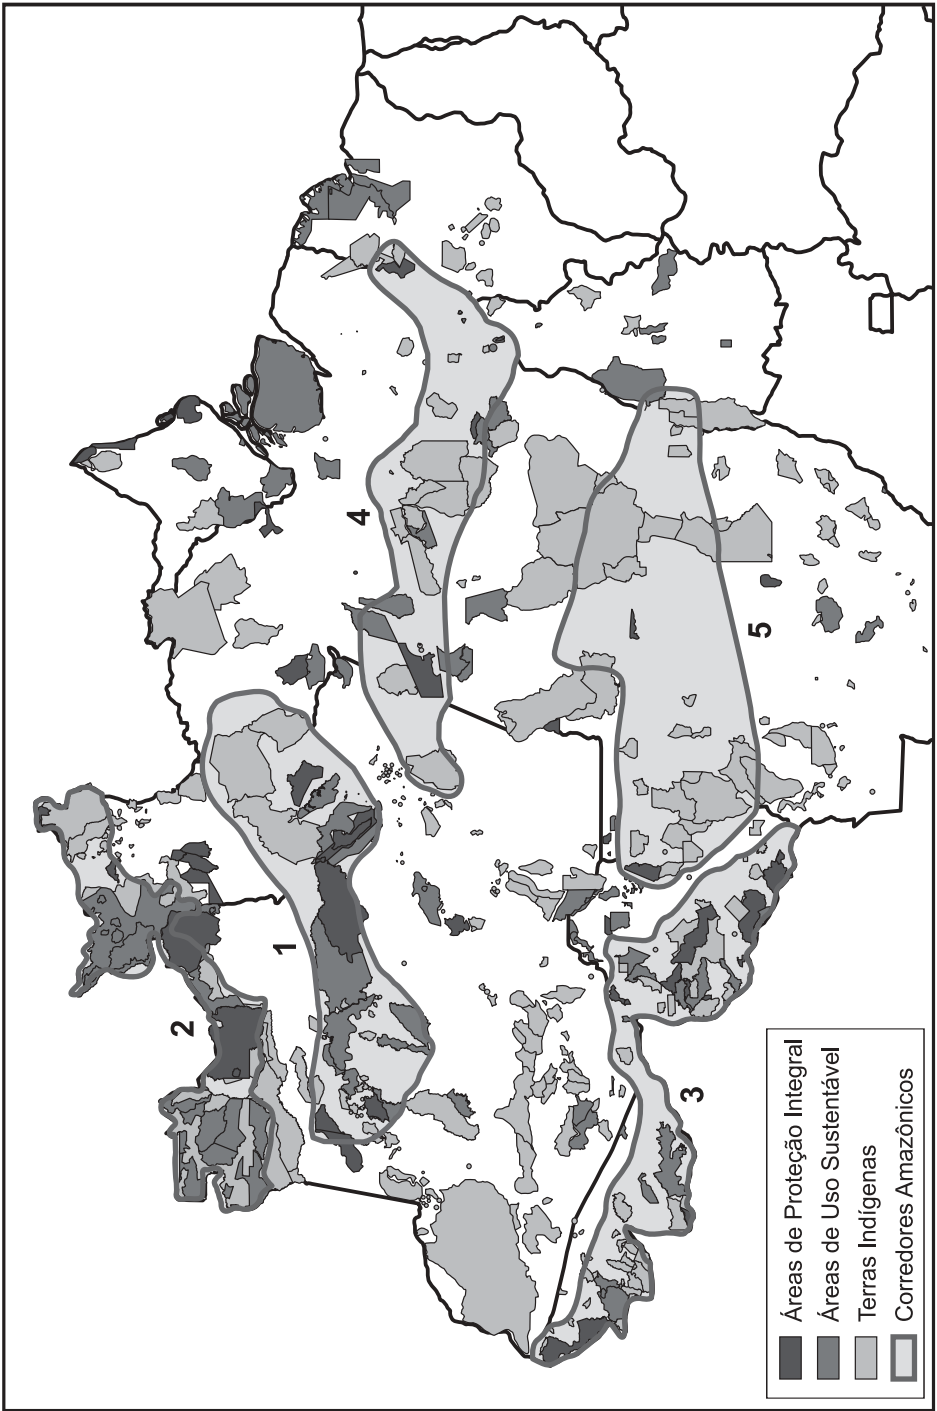 1
2
3
4
5
Áreas de Proteção Integral
Áreas de Uso Sustentável
Terras Indígenas
Corredores Amazônicos